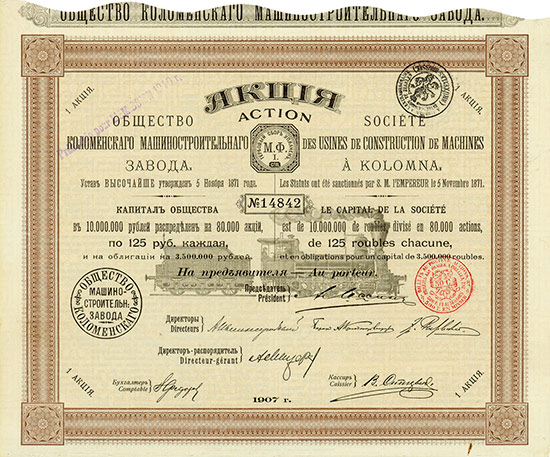 ОБЩЕСТВО КОЛОМЕНСКАГО МАШИНОСТРОИТЕЛЬНАГО ЗАВОДА.
1 АКЦІЯ.
1 АКЦІЯ.
АКЦІЯ
ACTION
ОБЩЕСТВО
КОЛОМЕНСКАГО МАШИНОСТРОИТЕЛЬНАГО
ЗАВОДА.
Уставъ ВЫСОЧАЙШЕ утвержденъ 5 Ноября 1871 года.
М.Ф.
I.
SOCIÉTÉ
DES USINES DE CONSTRUCTION DE MACHINES
À KOLOMNA.
Les Statuts ont été sanctionnés par S. M. l'EMPEREUR le 5 Novembre 1871.
№14842
КАПИТАЛЪ ОБЩЕСТВА
въ 10.000.000 рублей распредѣленъ на 80.000 акцій,
по 125 руб. каждая,
и на облигаціи на 3.500.000 рублей.
LE CAPITAL DE LA SOCIÉTÉ
est de 10.000.000 de roubles divisé en 80.000 actions,
de 125 roubles chacune,
et en obligations pour un capital de 3.500.000 roubles.
На предъявителя — Au porteur.
ОБЩЕСТВО
МАШИНО-
СТРОИТЕЛЬН.
ЗАВОДА
КОЛОМЕНСКАГО
Предсѣдатель
Président
Директоры
Directeurs
Директоръ-распорядитель
Directeur-gérant
Бухгалтеръ
Comptable
Кассиръ
Caissier
1 АКЦІЯ.
1 АКЦІЯ.
1907 г.